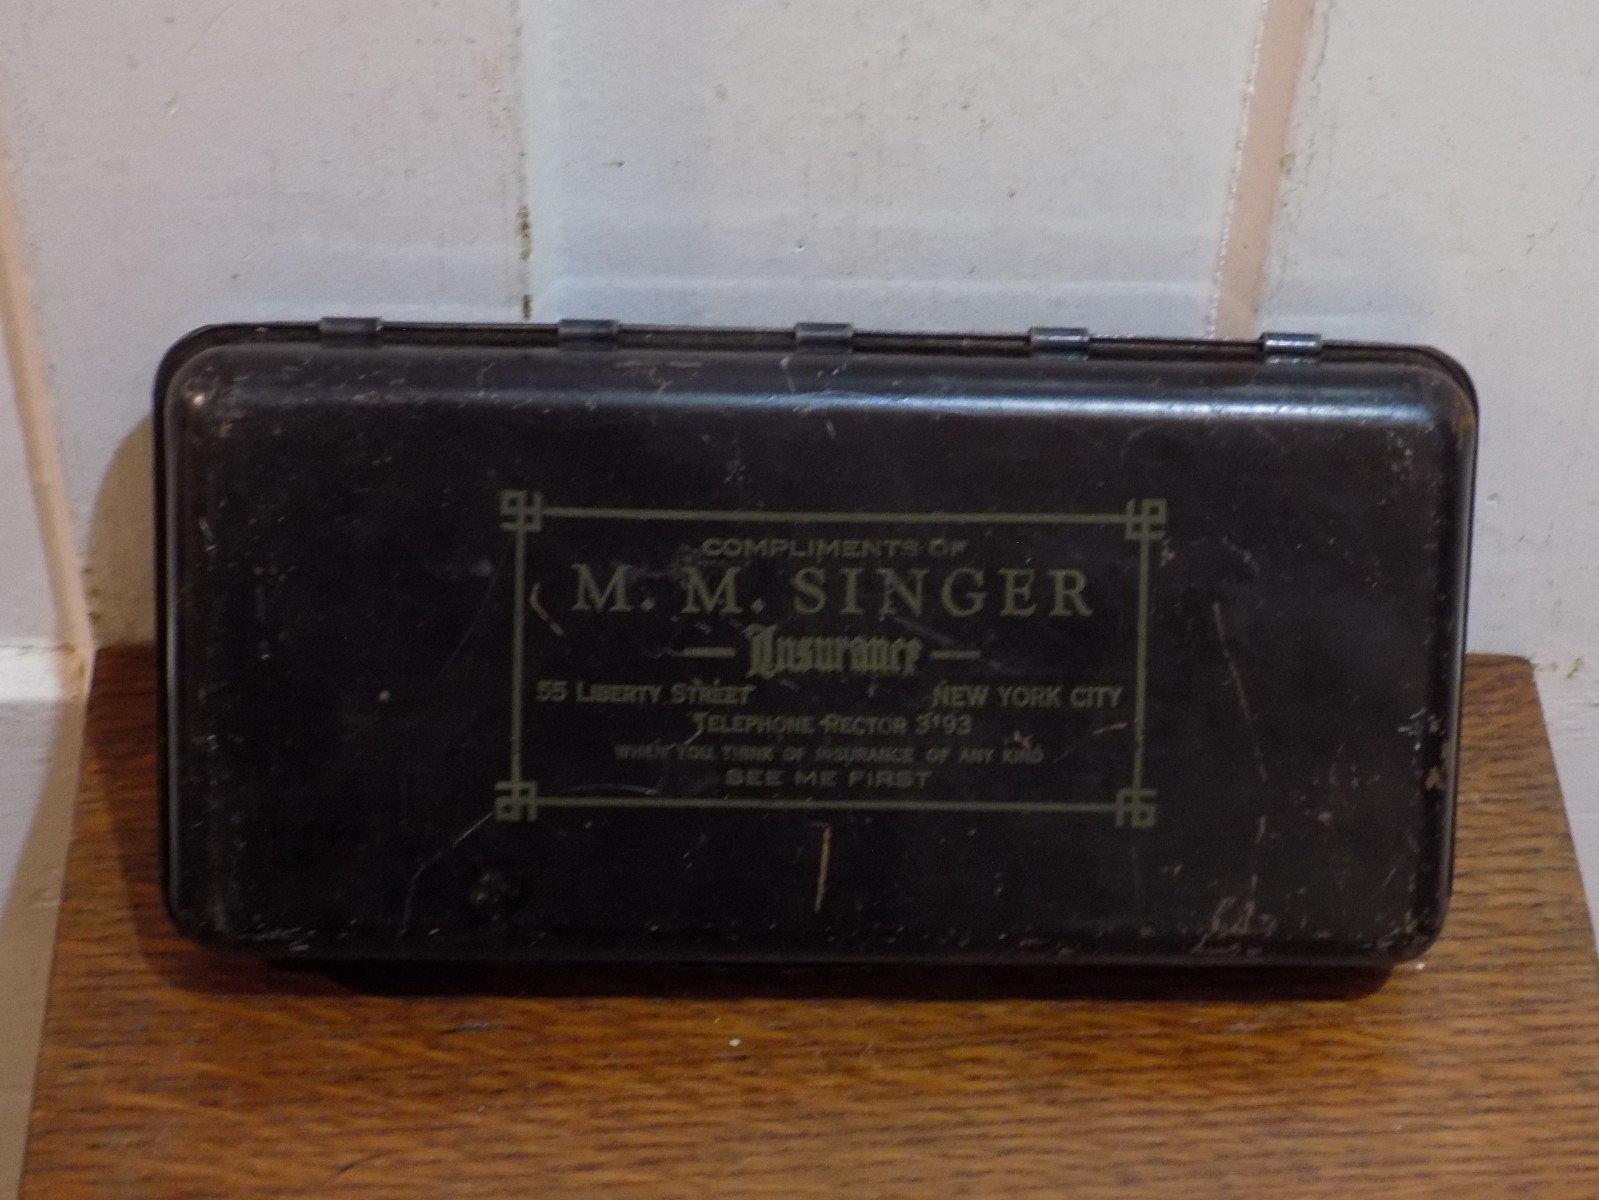 COMPLIMENTS OF
M. M. SINGER
Insurance
55 LIBERTY STREET NEW YORK CITY
TELEPHONE RECTOR 3193
WHEN YOU THINK OF INSURANCE OF ANY KIND
SEE ME FIRST